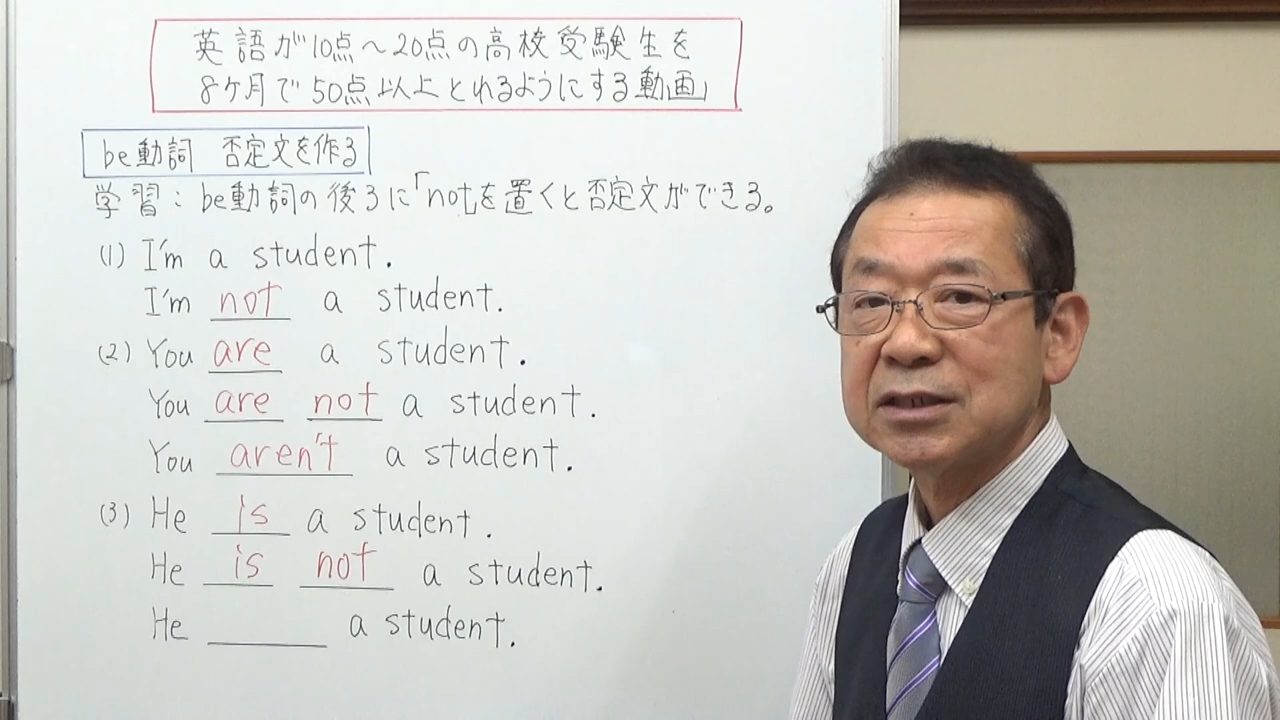 英語が10点~20点の高校受験生を
8ケ月で50点以上とれるようにする動画」
be動詞 否定文を作る
学習:be動詞の後ろに「not」を置くと否定文ができる。
(1) I'm a student.
I'm not a student.
(2) You are a student.
You are not a student.
You aren't a student.
(3) He is a student.
He is not a student.
He ______ a student.